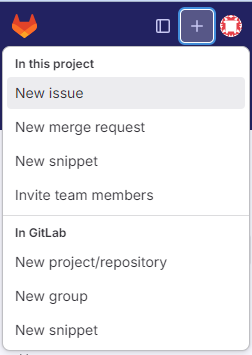 In this project
New issue
New merge request
New snippet
Invite team members
In GitLab
New project/repository
New group
New snippet